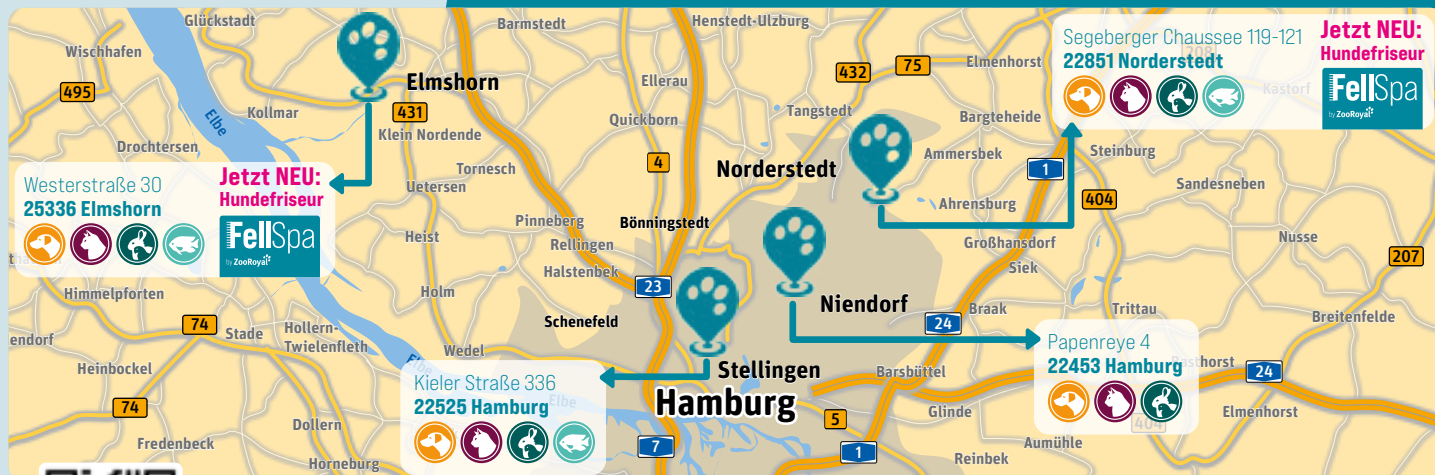 Glückstadt
Barmstedt
Henstedt-Ulzburg
Wischhafen
Elmshorn
Ellerau
432
75
Elmenhorst
Segeberger Chaussee 119-121
22851 Norderstedt
Jetzt NEU:
Hundefriseur
FellSpa
by ZooRoyal
Kastorf
495
Kollmar
431
Elbe
Klein Nordende
Quickborn
Tangstedt
Bargteheide
Drochtersen
Tornesch
4
Norderstedt
Ammersbek
1
Steinburg
Westerstraße 30
25336 Elmshorn
Jetzt NEU:
Hundefriseur
FellSpa
by ZooRoyal
Uetersen
Sandesneben
404
Ahrensburg
Pinneberg
Bönningstedt
Heist
Rellingen
Großhansdorf
Nusse
207
Halstenbek
Siek
Himmelpforten
Holm
23
Niendorf
74
Stade
Hollern-
Twielenfleth
Schenefeld
24
Braak
Trittau
Breitenfelde
endorf
Wedel
Papenreye 4
22453 Hamburg
Heinbockel
Elbe
Stellingen
Barsbüttel
24
Kieler Straße 336
22525 Hamburg
Elbe
Hamburg
74
5
Glinde
Elmenhorst
404
Dollern
Fredenbeck
7
1
Aumühle
Horneburg
Reinbek